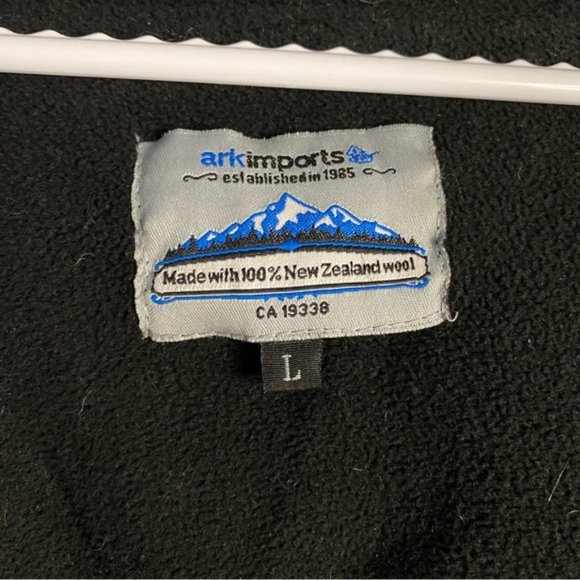 arkimports
established in 1985
Made with 100% New Zealand wool
CA 19338
L